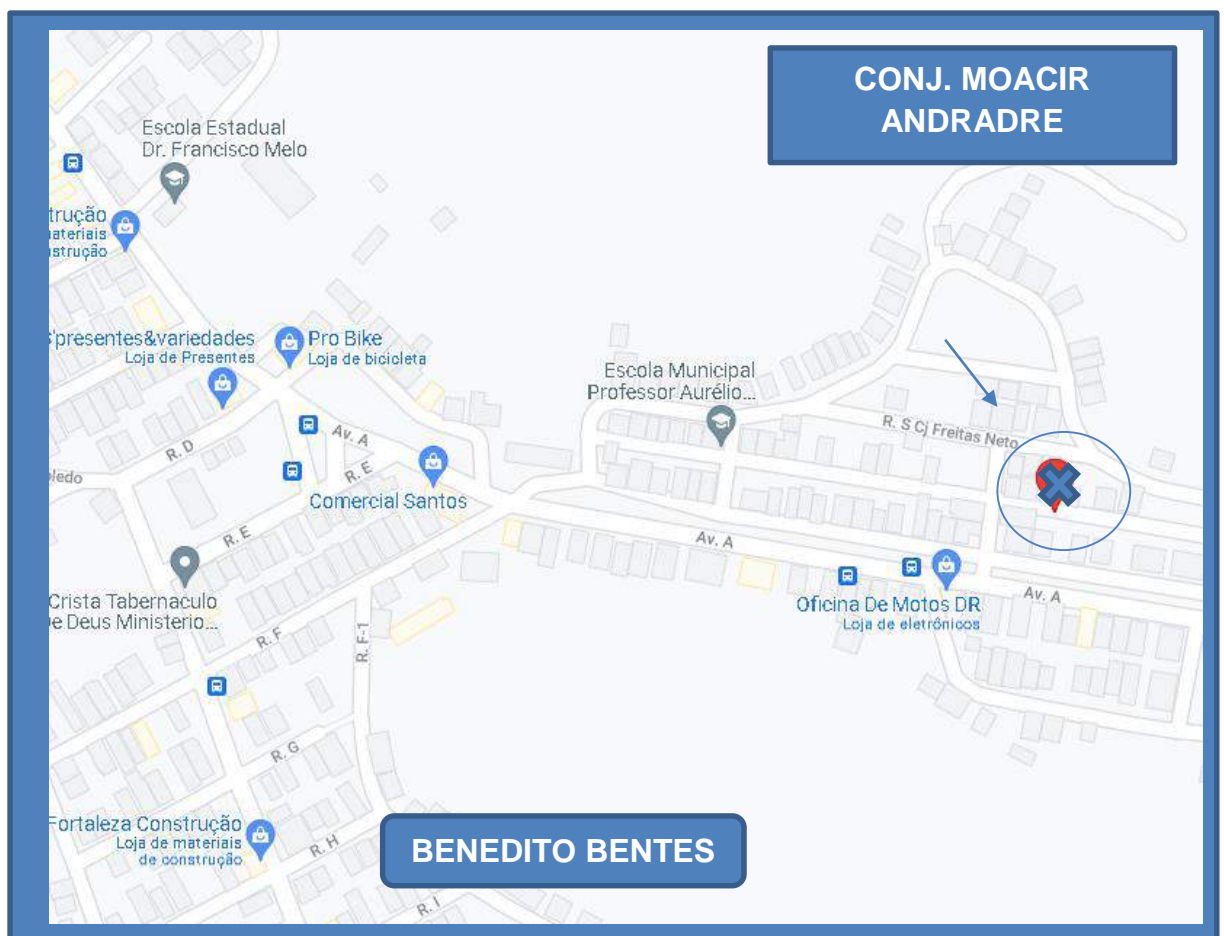 CONJ. MOACIR
ANDRADRE
Escola Estadual
Dr. Francisco Melo
trução
materiais
nstrução
S'presentes&variedades
Loja de Presentes
Pro Bike
Loja de bicicleta
Escola Municipal
Professor Aurélio...
R. S Cj Freitas Neto
R. D
Av. A
R. E
Comercial Santos
ledo
R. E
Av. A
Crista Tabernaculo
e Deus Ministerio...
Oficina De Motos DR
Loja de eletrônicos
Av. A
R. F
R. F-1
R. G
Fortaleza Construção
Loja de materiais
de construção
R. H
BENEDITO BENTES
R. I